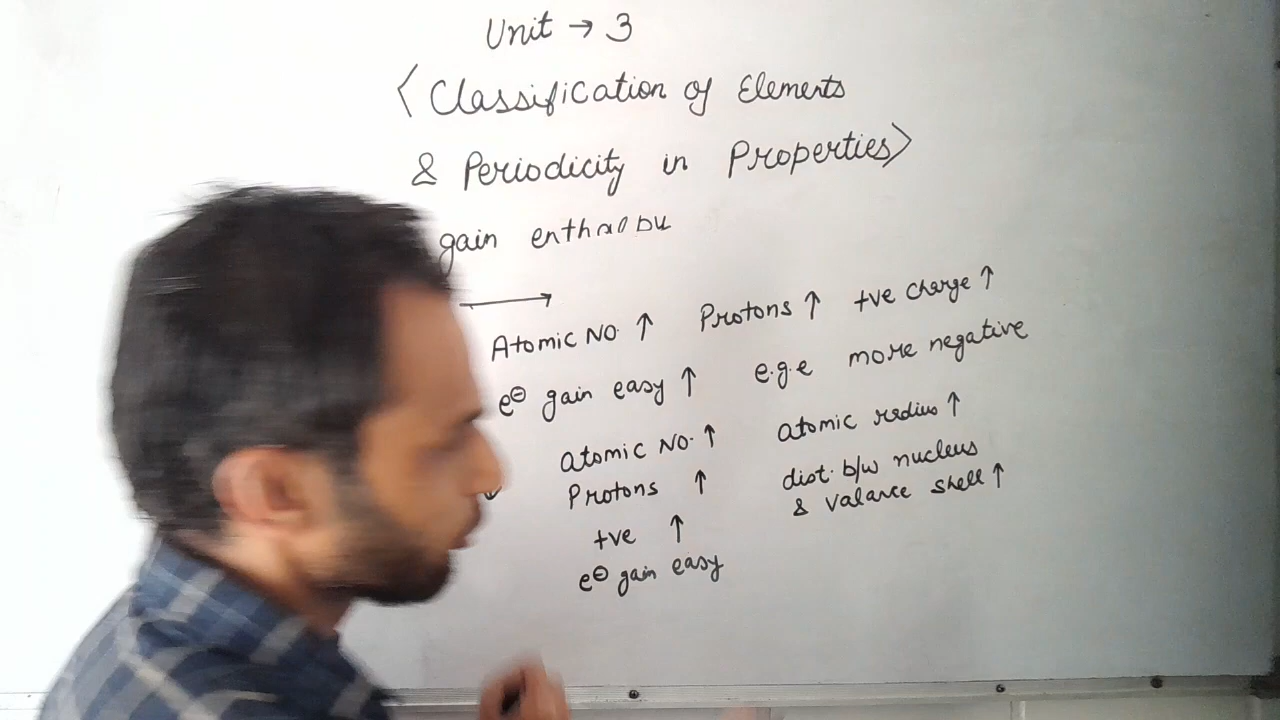 Unit → 3
< Classification of Elements
& Periodicity in Properties >
gain enthalpy
→
Atomic No. ↑ Protons ↑ +ve charge ↑
e⊖ gain easy ↑ e.g.e more negative
atomic No. ↑ atomic radius ↑
Protons ↑ dist. b/w nucleus
& valance shell ↑
+ve ↑
e⊖ gain easy